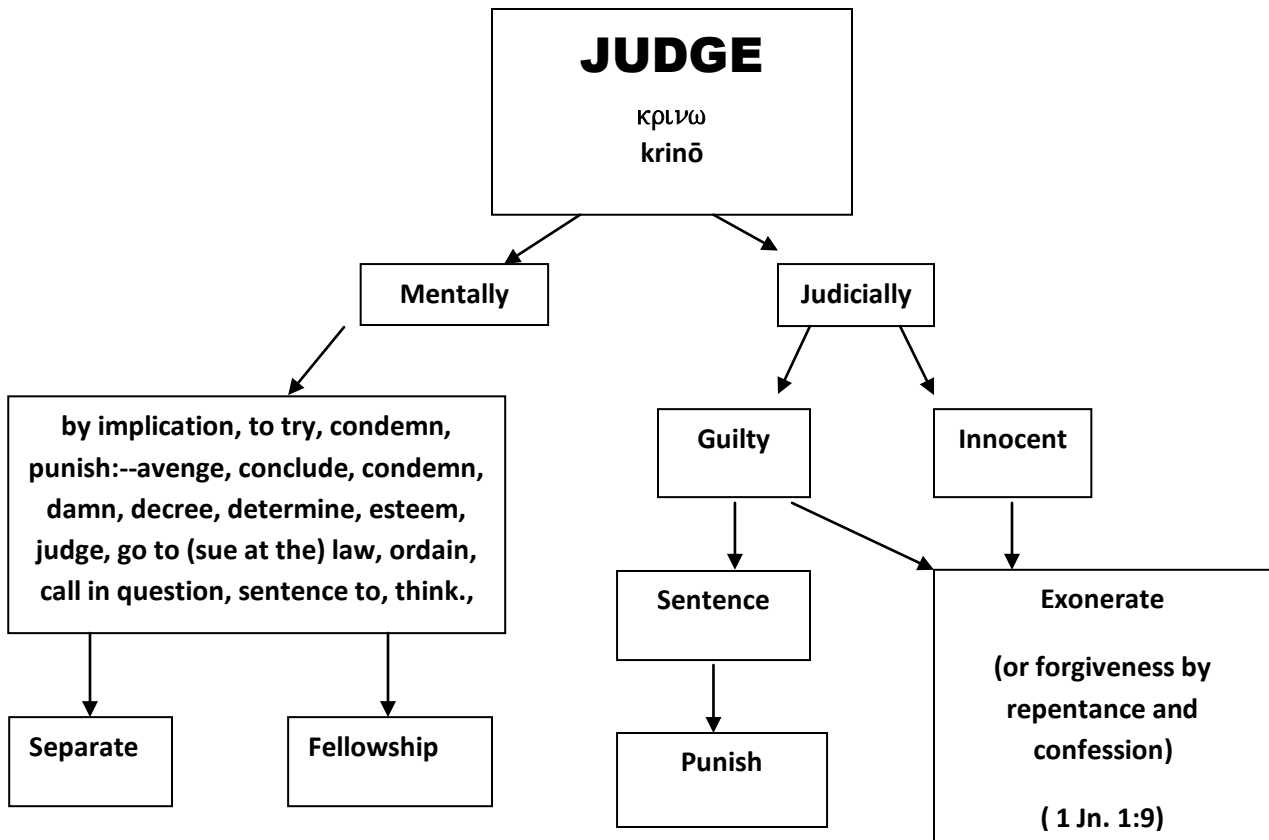 JUDGE
κρινω
krinō
Mentally
Judicially
by implication, to try, condemn,
punish:--avenge, conclude, condemn,
damn, decree, determine, esteem,
judge, go to (sue at the) law, ordain,
call in question, sentence to, think.,
Guilty
Innocent
Sentence
Exonerate
(or forgiveness by
repentance and
confession)
( 1 Jn. 1:9)
Separate
Fellowship
Punish